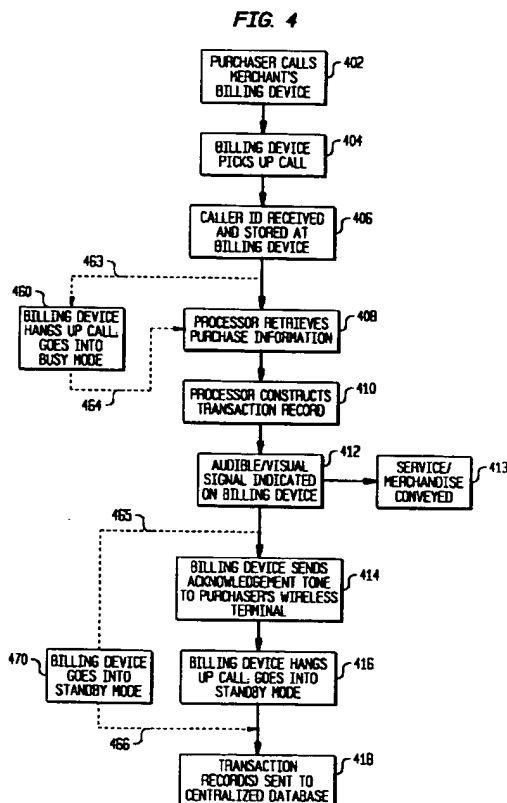 FIG. 4
PURCHASER CALLS
MERCHANT'S
BILLING DEVICE
402
BILLING DEVICE
PICKS UP CALL
404
CALLER ID RECEIVED
AND STORED AT
BILLING DEVICE
406
463
460
BILLING DEVICE
HANGS UP CALL;
GOES INTO
BUSY MODE
464
PROCESSOR RETRIEVES
PURCHASE INFORMATION
408
PROCESSOR CONSTRUCTS
TRANSACTION RECORD
410
AUDIBLE/VISUAL
SIGNAL INDICATED
ON BILLING DEVICE
412
SERVICE/
MERCHANDISE
CONVEYED
413
465
BILLING DEVICE SENDS
ACKNOWLEDGEMENT TONE
TO PURCHASER'S WIRELESS
TERMINAL
414
470
BILLING DEVICE
GOES INTO
STANDBY MODE
BILLING DEVICE HANGS
UP CALL; GOES INTO
STANDBY MODE
416
466
TRANSACTION
RECORD(S) SENT TO
CENTRALIZED DATABASE
418